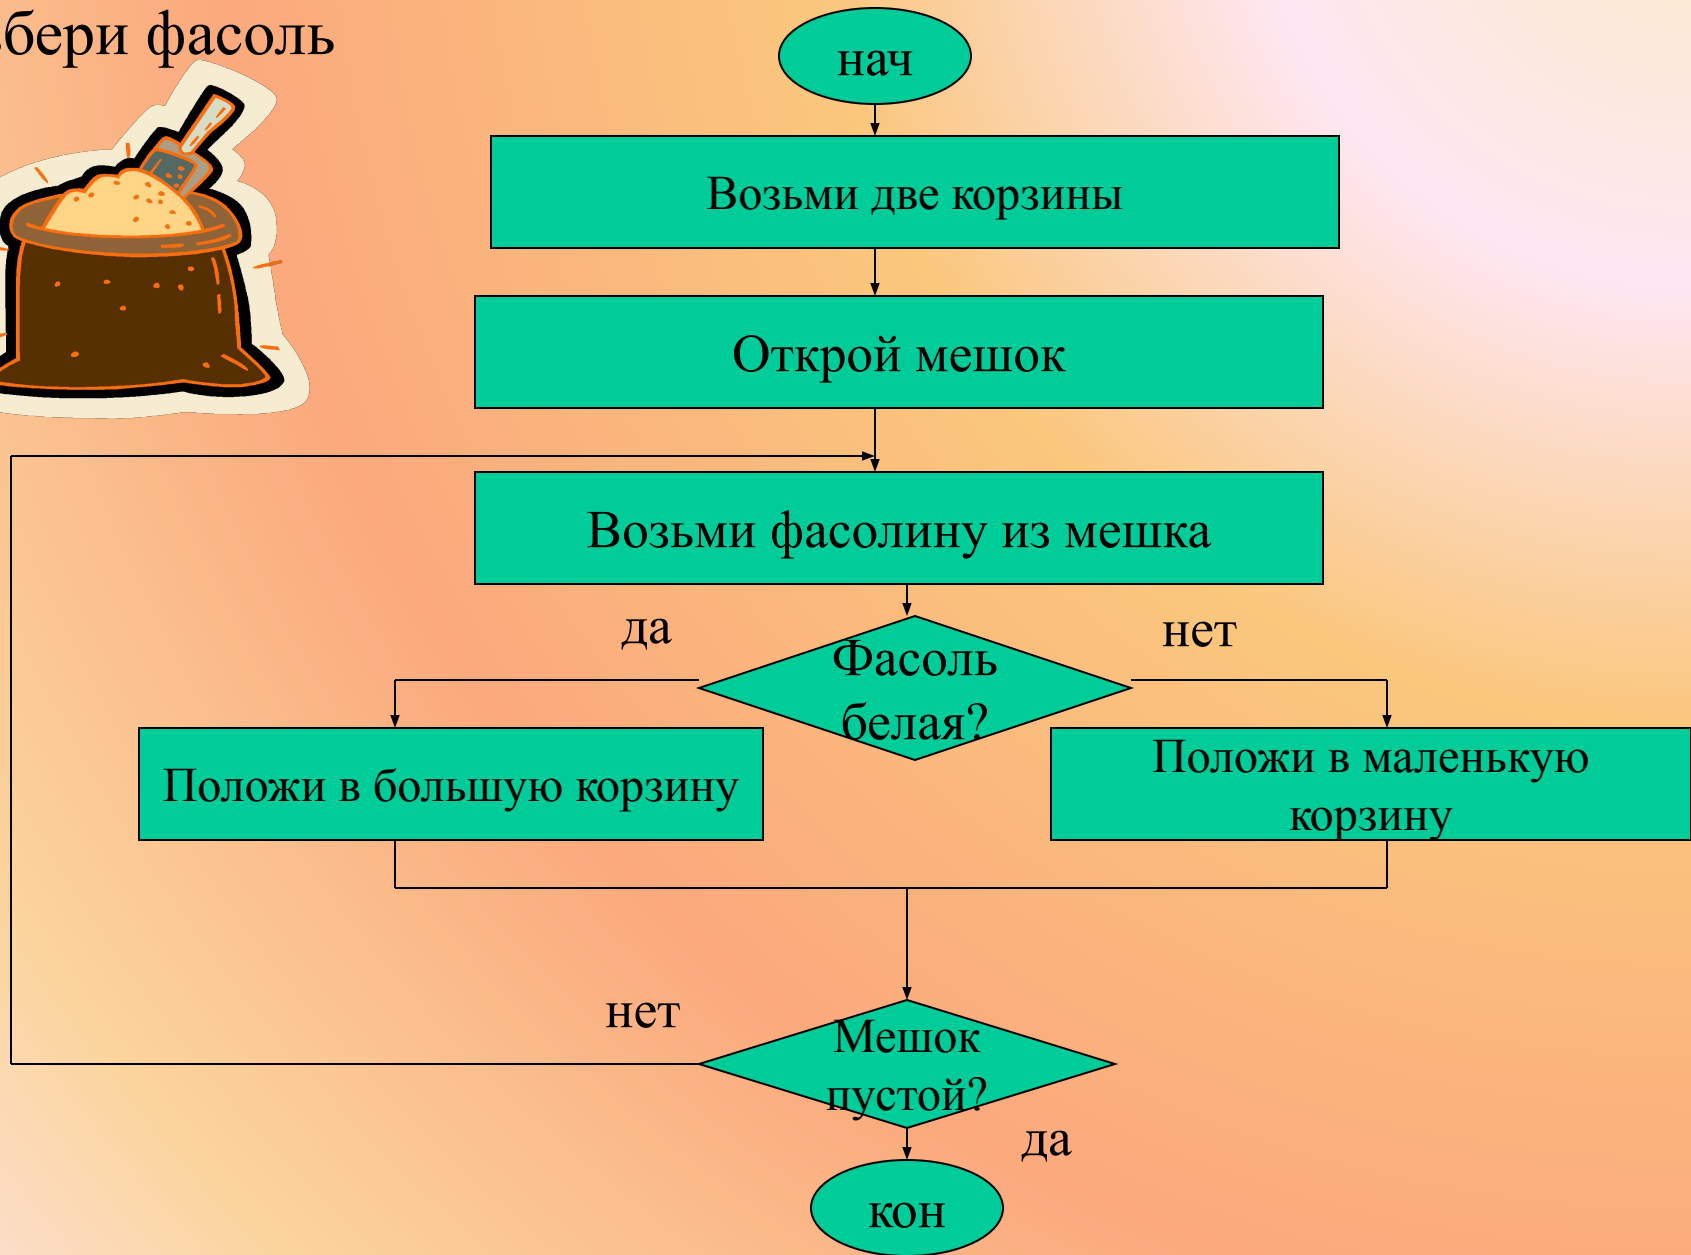 бери фасоль
нач
Возьми две корзины
Открой мешок
Возьми фасолину из мешка
да
нет
Фасоль
белая?
Положи в большую корзину
Положи в маленькую
корзину
нет
Мешок
пустой?
да
кон